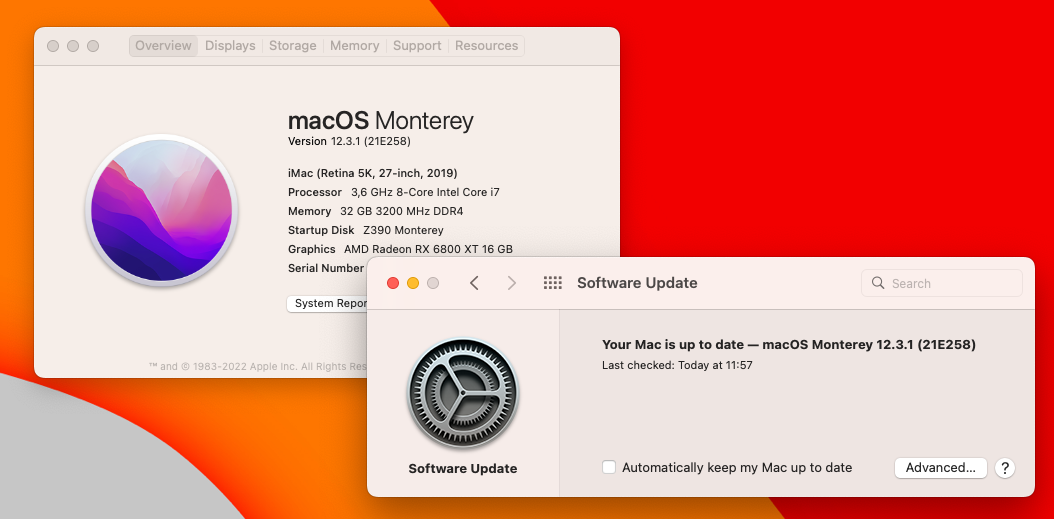 Overview Displays Storage Memory Support Resources
macOS Monterey
Version 12.3.1 (21E258)
iMac (Retina 5K, 27-inch, 2019)
Processor 3,6 GHz 8-Core Intel Core i7
Memory 32 GB 3200 MHz DDR4
Startup Disk Z390 Monterey
Graphics AMD Radeon RX 6800 XT 16 GB
Serial Number
System Repor
™ and © 1983-2022 Apple Inc. All Rights Res
Software Update
Search
Your Mac is up to date — macOS Monterey 12.3.1 (21E258)
Last checked: Today at 11:57
Software Update
Automatically keep my Mac up to date
Advanced...
?